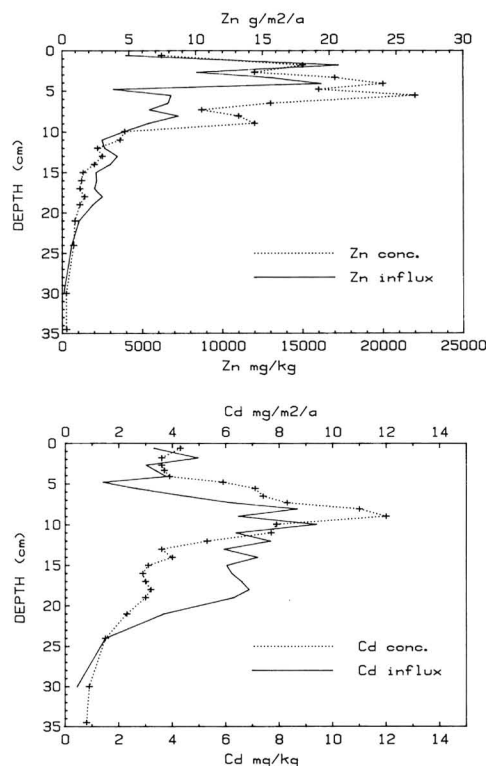 Zn g/m2/a
0 5 10 15 20 25 30
0
5
10
15
20
25
30
35
DEPTH (cm)
Zn conc.
Zn influx
0 5000 10000 15000 20000 25000
Zn mg/kg
Cd mg/m2/a
0 2 4 6 8 10 12 14
0
5
10
15
20
25
30
35
DEPTH (cm)
Cd conc.
Cd influx
0 2 4 6 8 10 12 14
Cd mg/kg